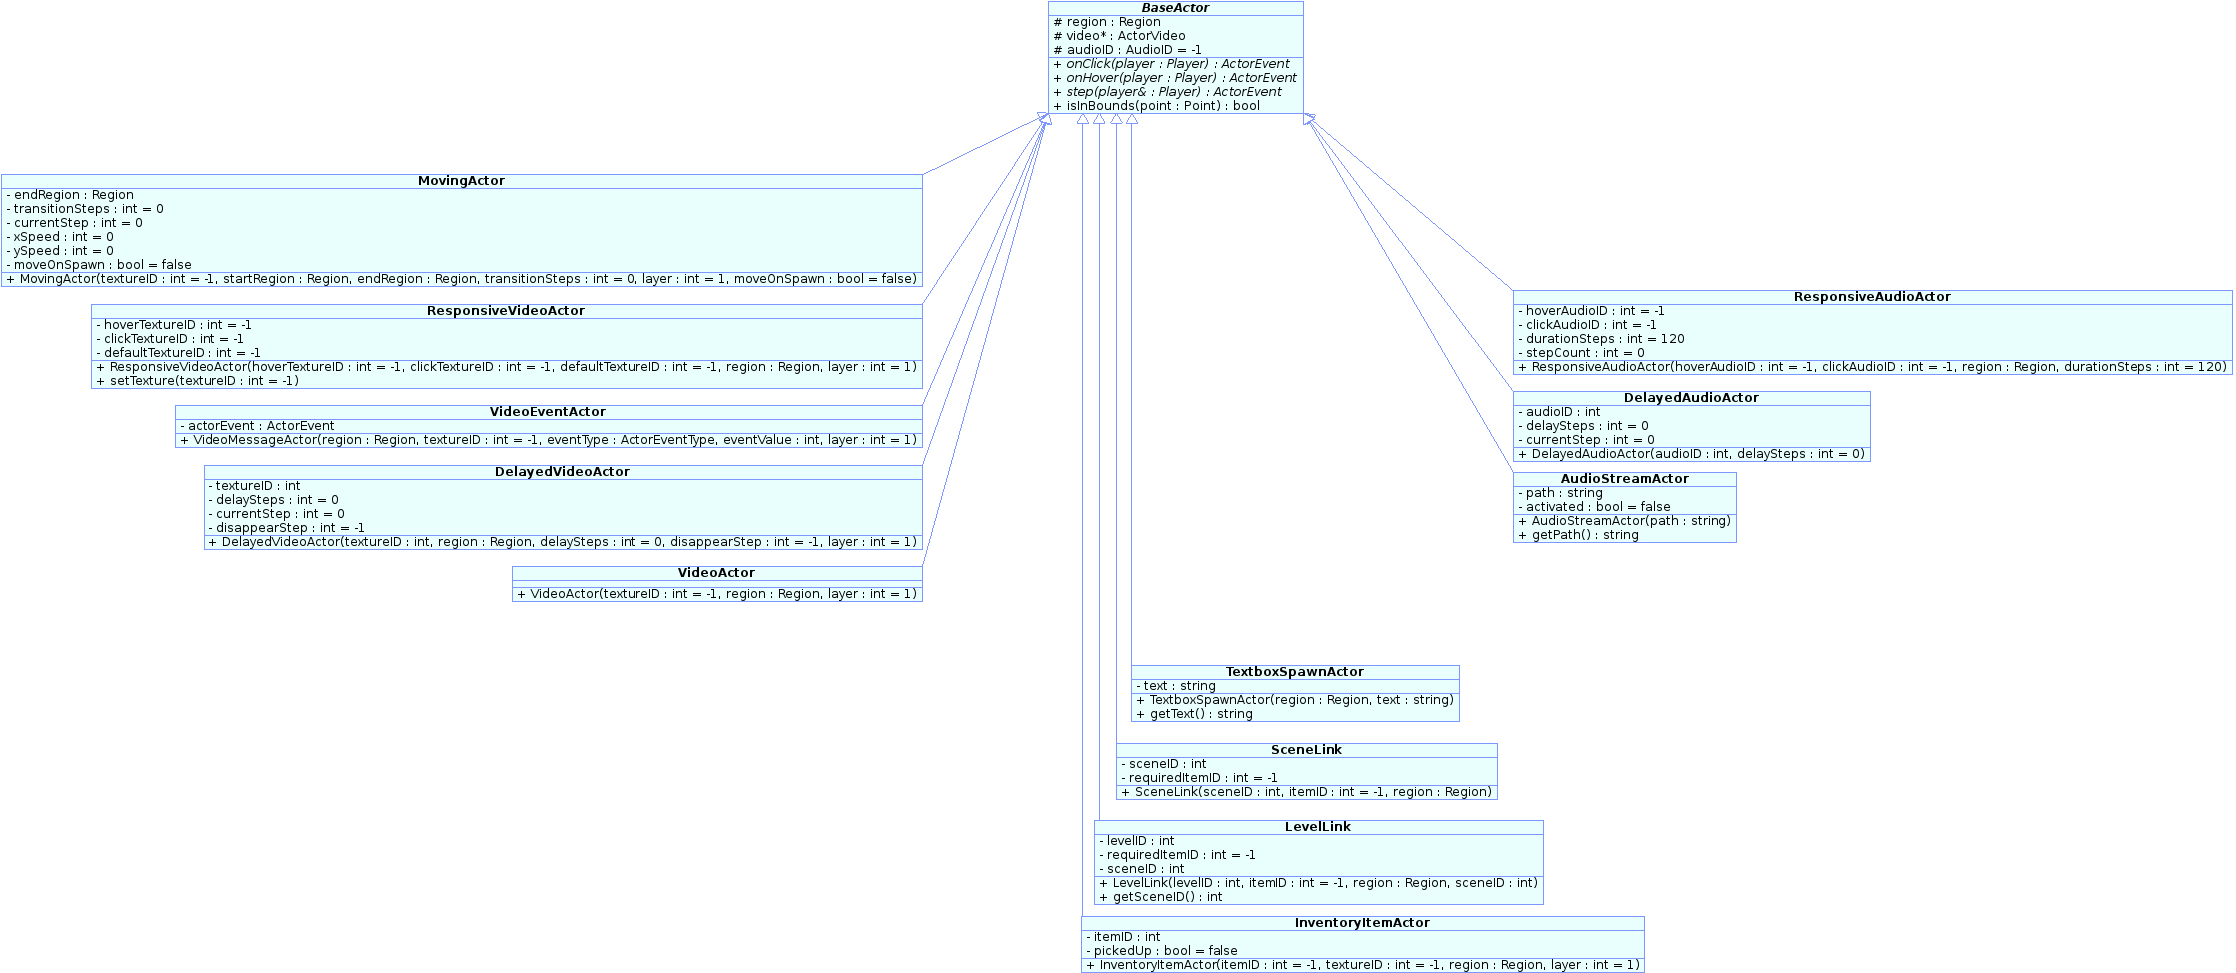 BaseActor
# region : Region
# video* : ActorVideo
# audioID : AudioID = -1
+ onClick(player : Player) : ActorEvent
+ onHover(player : Player) : ActorEvent
+ step(player& : Player) : ActorEvent
+ isInBounds(point : Point) : bool
MovingActor
- endRegion : Region
- transitionSteps : int = 0
- currentStep : int = 0
- xSpeed : int = 0
- ySpeed : int = 0
- moveOnSpawn : bool = false
+ MovingActor(textureID : int = -1, startRegion : Region, endRegion : Region, transitionSteps : int = 0, layer : int = 1, moveOnSpawn : bool = false)
ResponsiveVideoActor
- hoverTextureID : int = -1
- clickTextureID : int = -1
- defaultTextureID : int = -1
+ ResponsiveVideoActor(hoverTextureID : int = -1, clickTextureID : int = -1, defaultTextureID : int = -1, region : Region, layer : int = 1)
+ setTexture(textureID : int = -1)
VideoEventActor
- actorEvent : ActorEvent
+ VideoMessageActor(region : Region, textureID : int = -1, eventType : ActorEventType, eventValue : int, layer : int = 1)
DelayedVideoActor
- textureID : int
- delaySteps : int = 0
- currentStep : int = 0
- disappearStep : int = -1
+ DelayedVideoActor(textureID : int, region : Region, delaySteps : int = 0, disappearStep : int = -1, layer : int = 1)
VideoActor
+ VideoActor(textureID : int = -1, region : Region, layer : int = 1)
ResponsiveAudioActor
- hoverAudioID : int = -1
- clickAudioID : int = -1
- durationSteps : int = 120
- stepCount : int = 0
+ ResponsiveAudioActor(hoverAudioID : int = -1, clickAudioID : int = -1, region : Region, durationSteps : int = 120)
DelayedAudioActor
- audioID : int
- delaySteps : int = 0
- currentStep : int = 0
+ DelayedAudioActor(audioID : int, delaySteps : int = 0)
AudioStreamActor
- path : string
- activated : bool = false
+ AudioStreamActor(path : string)
+ getPath() : string
TextboxSpawnActor
- text : string
+ TextboxSpawnActor(region : Region, text : string)
+ getText() : string
SceneLink
- sceneID : int
- requiredItemID : int = -1
+ SceneLink(sceneID : int, itemID : int = -1, region : Region)
LevelLink
- levelID : int
- requiredItemID : int = -1
- sceneID : int
+ LevelLink(levelID : int, itemID : int = -1, region : Region, sceneID : int)
+ getSceneID() : int
InventoryItemActor
- itemID : int
- pickedUp : bool = false
+ InventoryItemActor(itemID : int = -1, textureID : int = -1, region : Region, layer : int = 1)